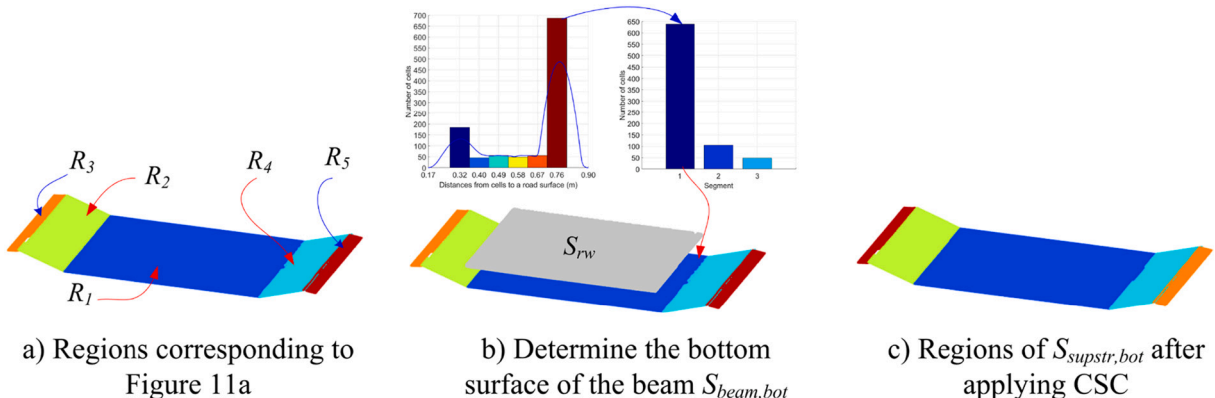 R3
R2
R4
R5
R1
Number of cells
700
650
600
550
500
450
400
350
300
250
200
150
100
50
0
0.17 0.32 0.40 0.49 0.58 0.67 0.76 0.90
Distances from cells to a road surface (m)
Number of cells
650
600
550
500
450
400
350
300
250
200
150
100
50
0
1 2 3
Segment
Srw
a) Regions corresponding to
Figure 11a
b) Determine the bottom
surface of the beam Sbeam,bot
c) Regions of Ssupstr,bot after
applying CSC